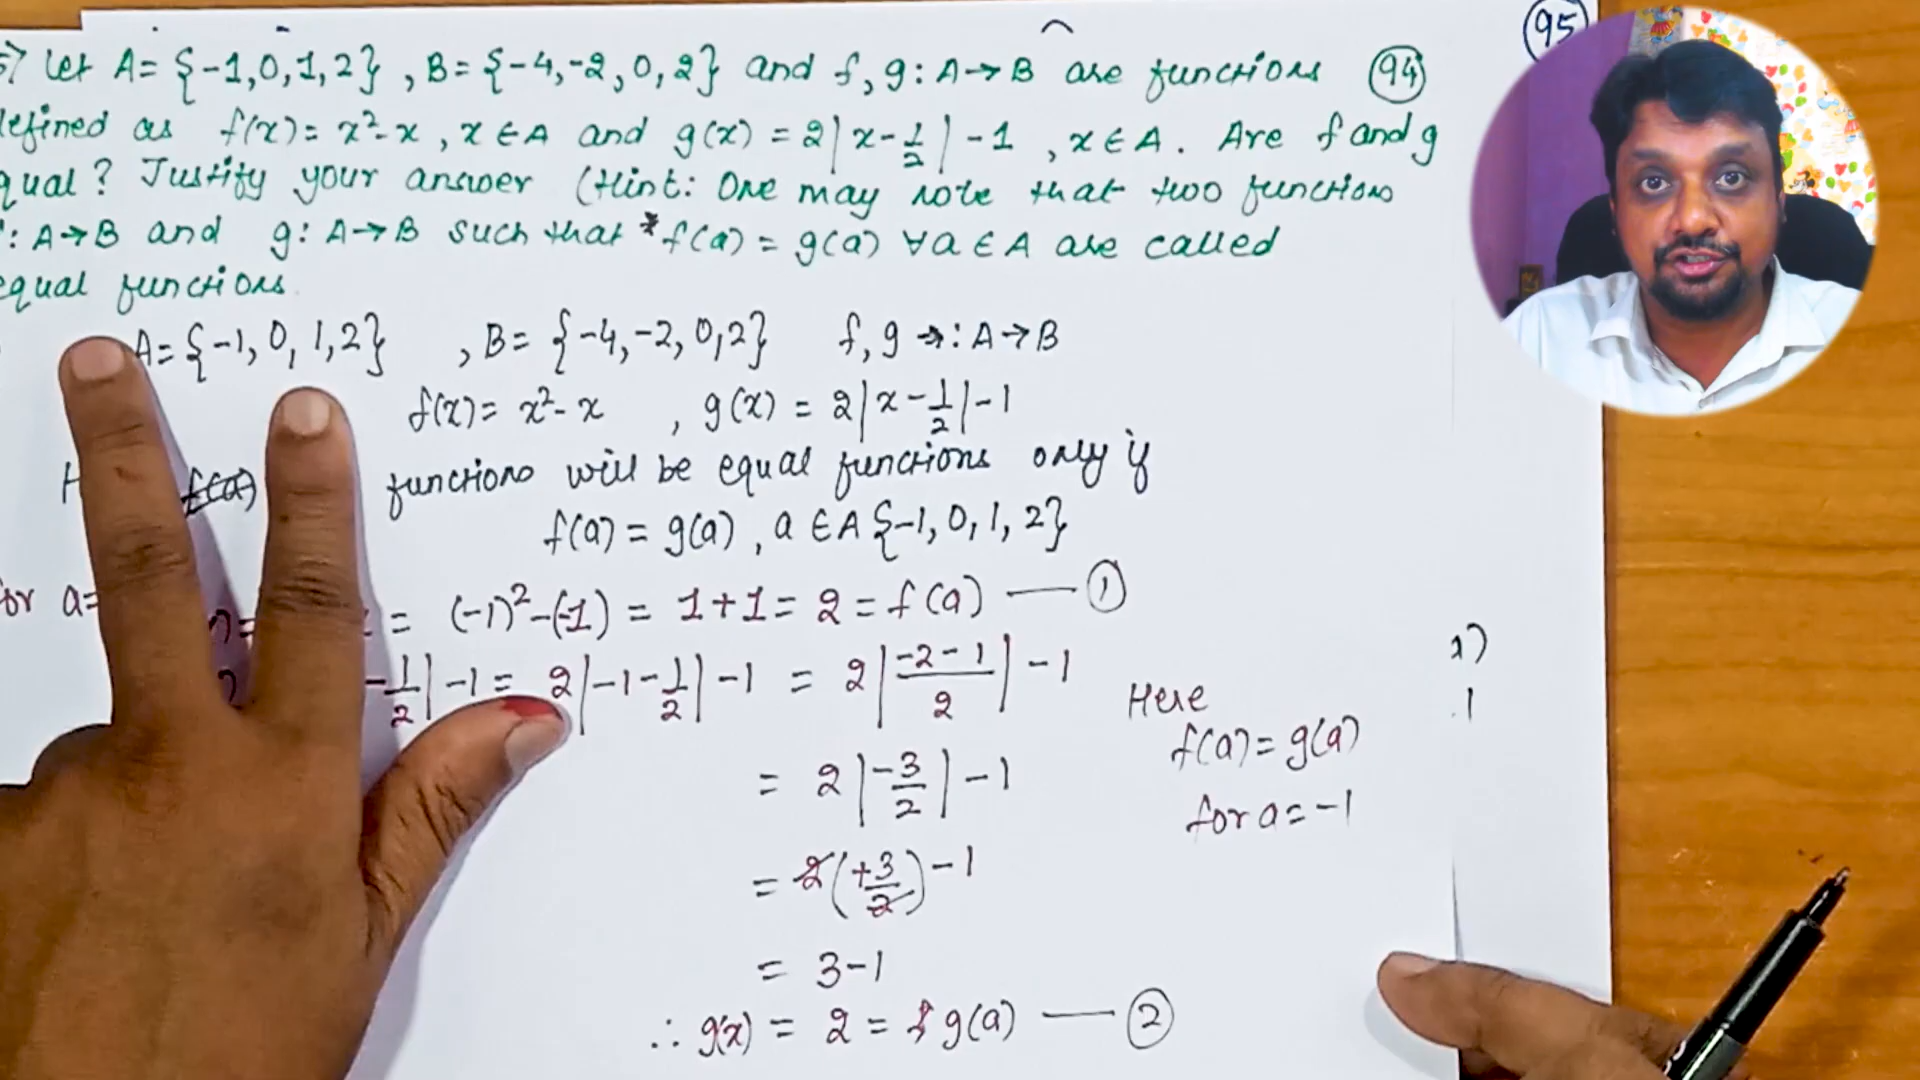 5) Let A = {-1, 0, 1, 2}, B = {-4, -2, 0, 2} and f, g : A → B are functions (94) (95)
defined as f(x) = x² - x, x ∈ A and g(x) = 2|x - 1/2| - 1, x ∈ A. Are f and g
qual? Justify your answer (Hint: One may note that two functions
: A → B and g : A → B such that * f(a) = g(a) ∀ a ∈ A are called
equal functions
A = {-1, 0, 1, 2}, B = {-4, -2, 0, 2} f, g → : A → B
f(x) = x² - x, g(x) = 2|x - 1/2| - 1
H f(a) functions will be equal functions only if
f(a) = g(a), a ∈ A {-1, 0, 1, 2}
for a = = (-1)² - (-1) = 1 + 1 = 2 = f(a) — (1)
- 1/2| - 1 = 2|-1 - 1/2| - 1 = 2|(-2 - 1)/2| - 1
= 2|-3/2| - 1
= 2(+3/2) - 1
= 3 - 1
∴ g(x) = 2 = g(a) — (2)
Here
f(a) = g(a)
for a = -1